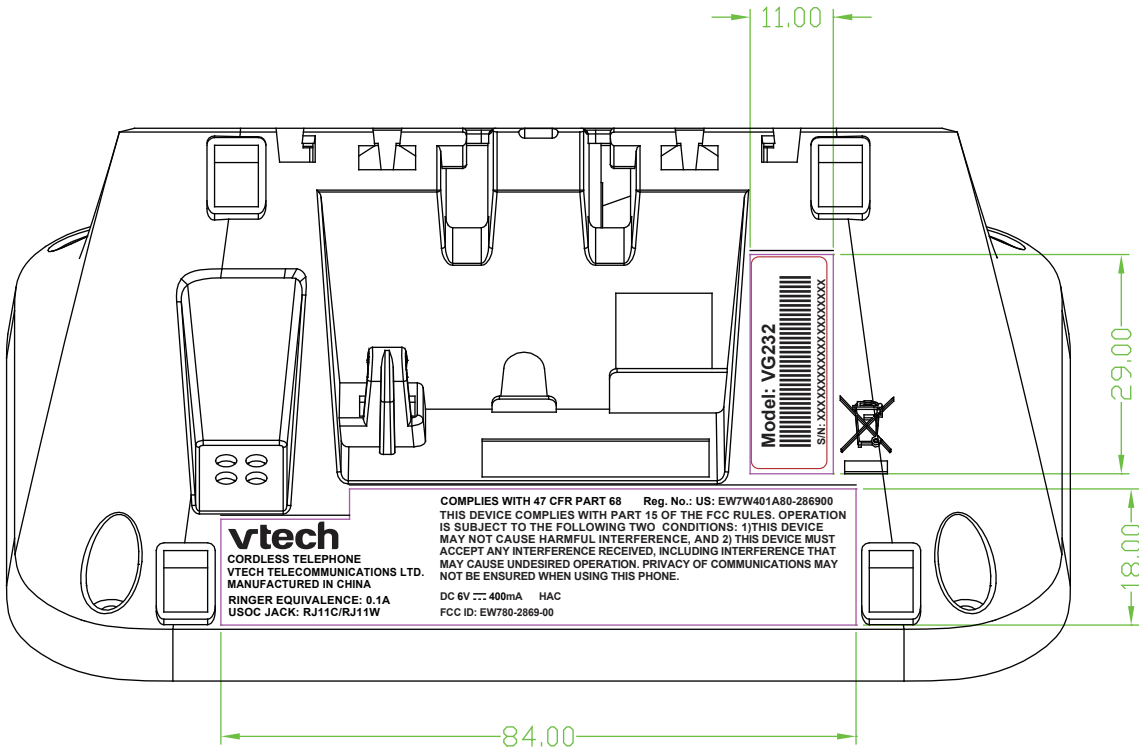 11.00
Model: VG232
S/N: XXXXXXXXXXXXXXXXXXXX
29.00
18.00
84.00
vtech
CORDLESS TELEPHONE
VTECH TELECOMMUNICATIONS LTD.
MANUFACTURED IN CHINA
RINGER EQUIVALENCE: 0.1A
USOC JACK: RJ11C/RJ11W
COMPLIES WITH 47 CFR PART 68 Reg. No.: US: EW7W401A80-286900
THIS DEVICE COMPLIES WITH PART 15 OF THE FCC RULES. OPERATION
IS SUBJECT TO THE FOLLOWING TWO CONDITIONS: 1)THIS DEVICE
MAY NOT CAUSE HARMFUL INTERFERENCE, AND 2) THIS DEVICE MUST
ACCEPT ANY INTERFERENCE RECEIVED, INCLUDING INTERFERENCE THAT
MAY CAUSE UNDESIRED OPERATION. PRIVACY OF COMMUNICATIONS MAY
NOT BE ENSURED WHEN USING THIS PHONE.
DC 6V ⎓ 400mA HAC
FCC ID: EW780-2869-00